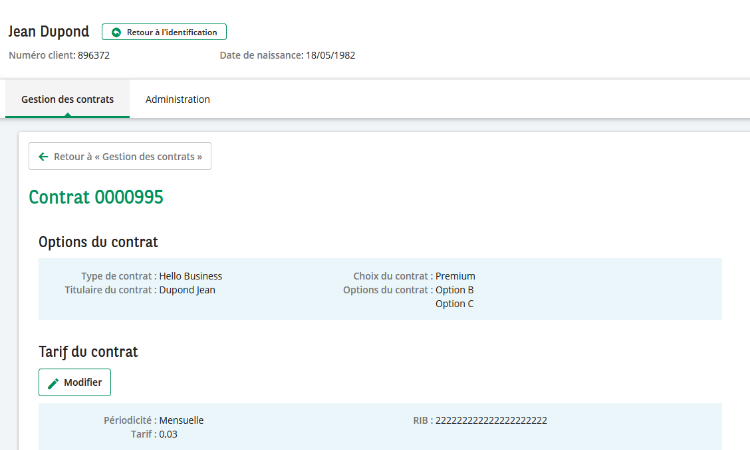 Jean Dupond Retour à l'identification
Numéro client: 896372 Date de naissance: 18/05/1982
Gestion des contrats Administration
Retour à « Gestion des contrats »
Contrat 0000995
Options du contrat
Type de contrat : Hello Business Choix du contrat : Premium
Titulaire du contrat : Dupond Jean Options du contrat : Option B
Option C
Tarif du contrat
Modifier
Périodicité : Mensuelle RIB : 22222222222222222222222
Tarif : 0.03